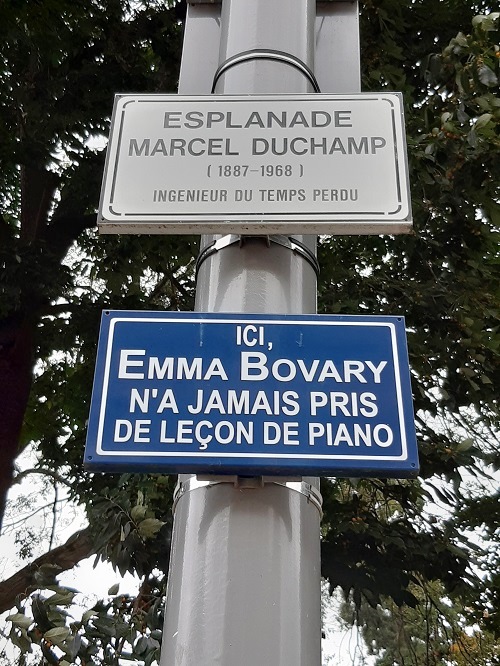 ESPLANADE
MARCEL DUCHAMP
(1887-1968)
INGENIEUR DU TEMPS PERDU
ICI,
EMMA BOVARY
N'A JAMAIS PRIS
DE LEÇON DE PIANO